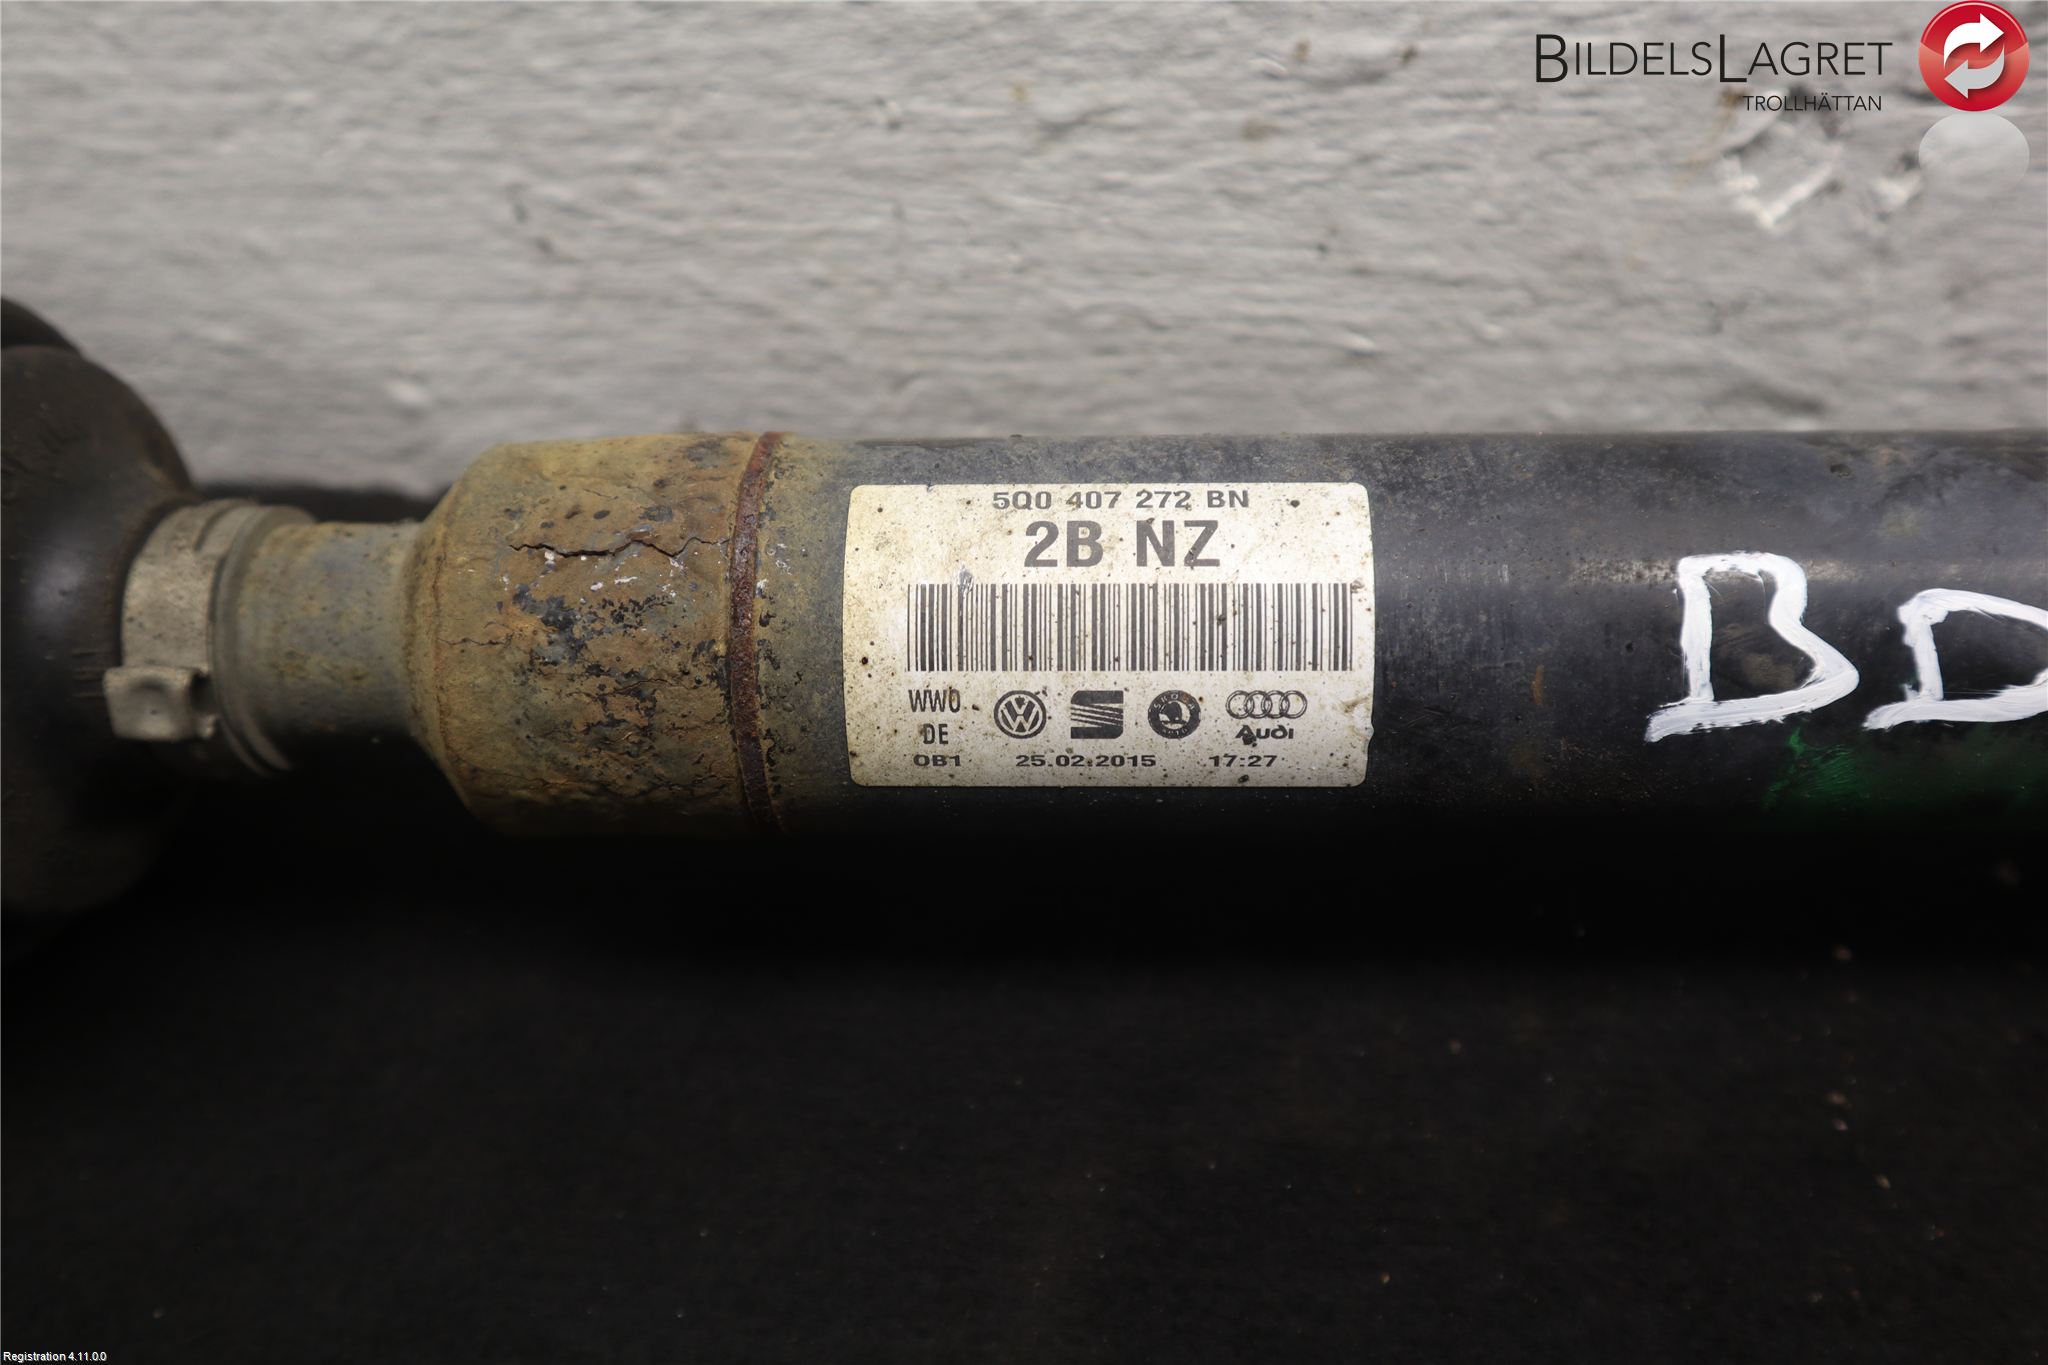 BILDELSLAGRET
TROLLHÄTTAN
5Q0 407 272 BN
2B NZ
WW0
DE
Audi
OB1 25.02.2015 17:27
BD
Registration 4.11.0.0